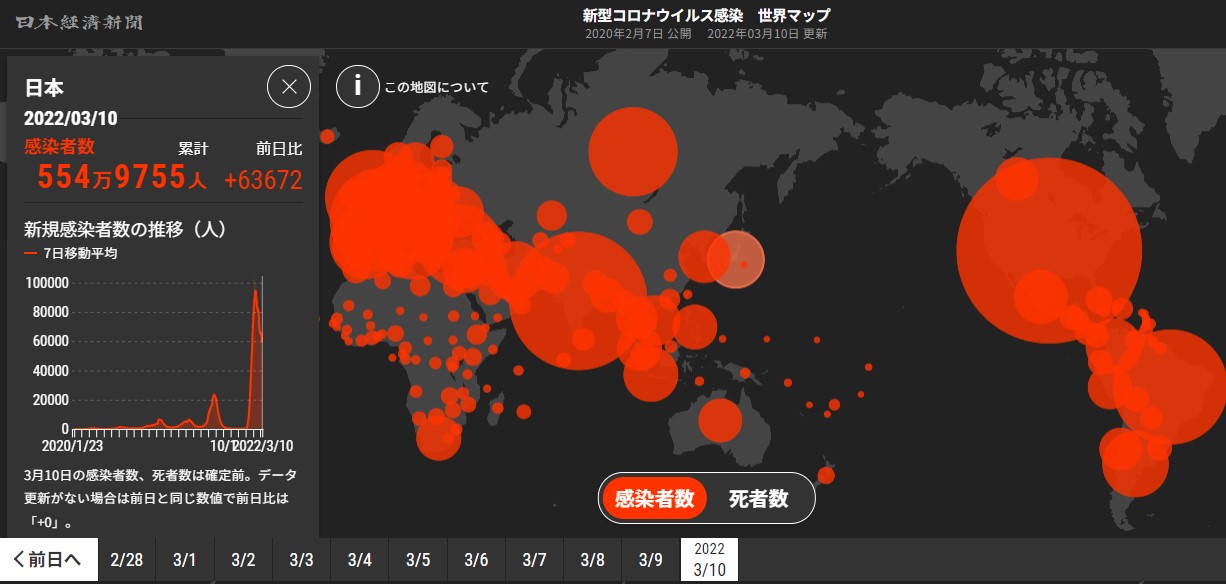 日本経済新聞
新型コロナウイルス感染 世界マップ
2020年2月7日 公開 2022年03月10日 更新
日本
この地図について
2022/03/10
感染者数 累計 前日比
554万9755人 +63672
新規感染者数の推移（人）
7日移動平均
100000
80000
60000
40000
20000
0
2020/1/23 10/1 2022/3/10
3月10日の感染者数、死者数は確定前。データ
更新がない場合は前日と同じ数値で前日比は
「+0」。
感染者数 死者数
前日へ 2/28 3/1 3/2 3/3 3/4 3/5 3/6 3/7 3/8 3/9 2022 3/10